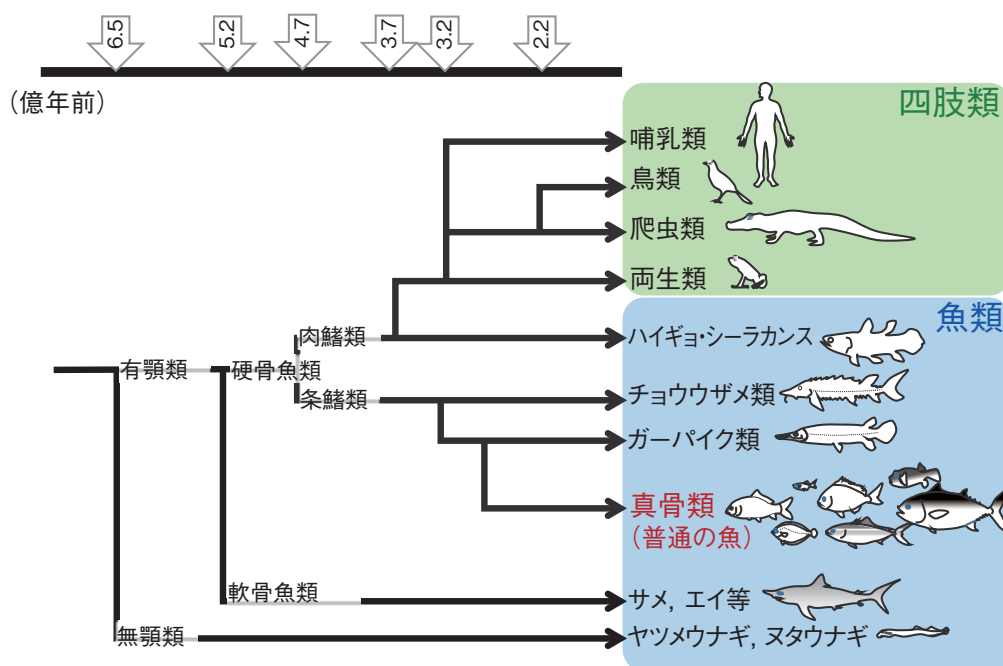 6.5
5.2
4.7
3.7
3.2
2.2
(億年前)
四肢類
哺乳類
鳥類
爬虫類
両生類
魚類
肉鰭類
ハイギョ・シーラカンス
有顎類
硬骨魚類
条鰭類
チョウウザメ類
ガーパイク類
真骨類
(普通の魚)
軟骨魚類
サメ, エイ等
無顎類
ヤツメウナギ, ヌタウナギ